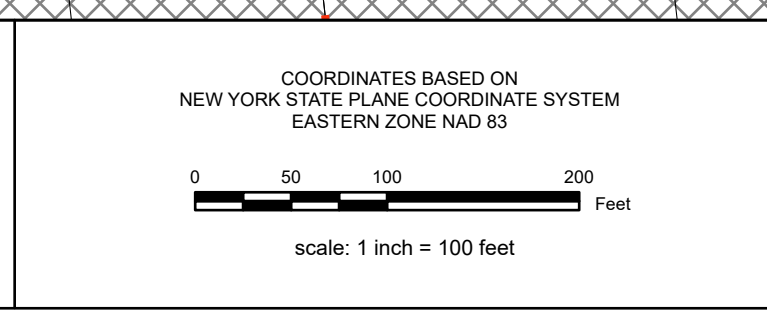 COORDINATES BASED ON
NEW YORK STATE PLANE COORDINATE SYSTEM
EASTERN ZONE NAD 83
0 50 100 200
Feet
scale: 1 inch = 100 feet